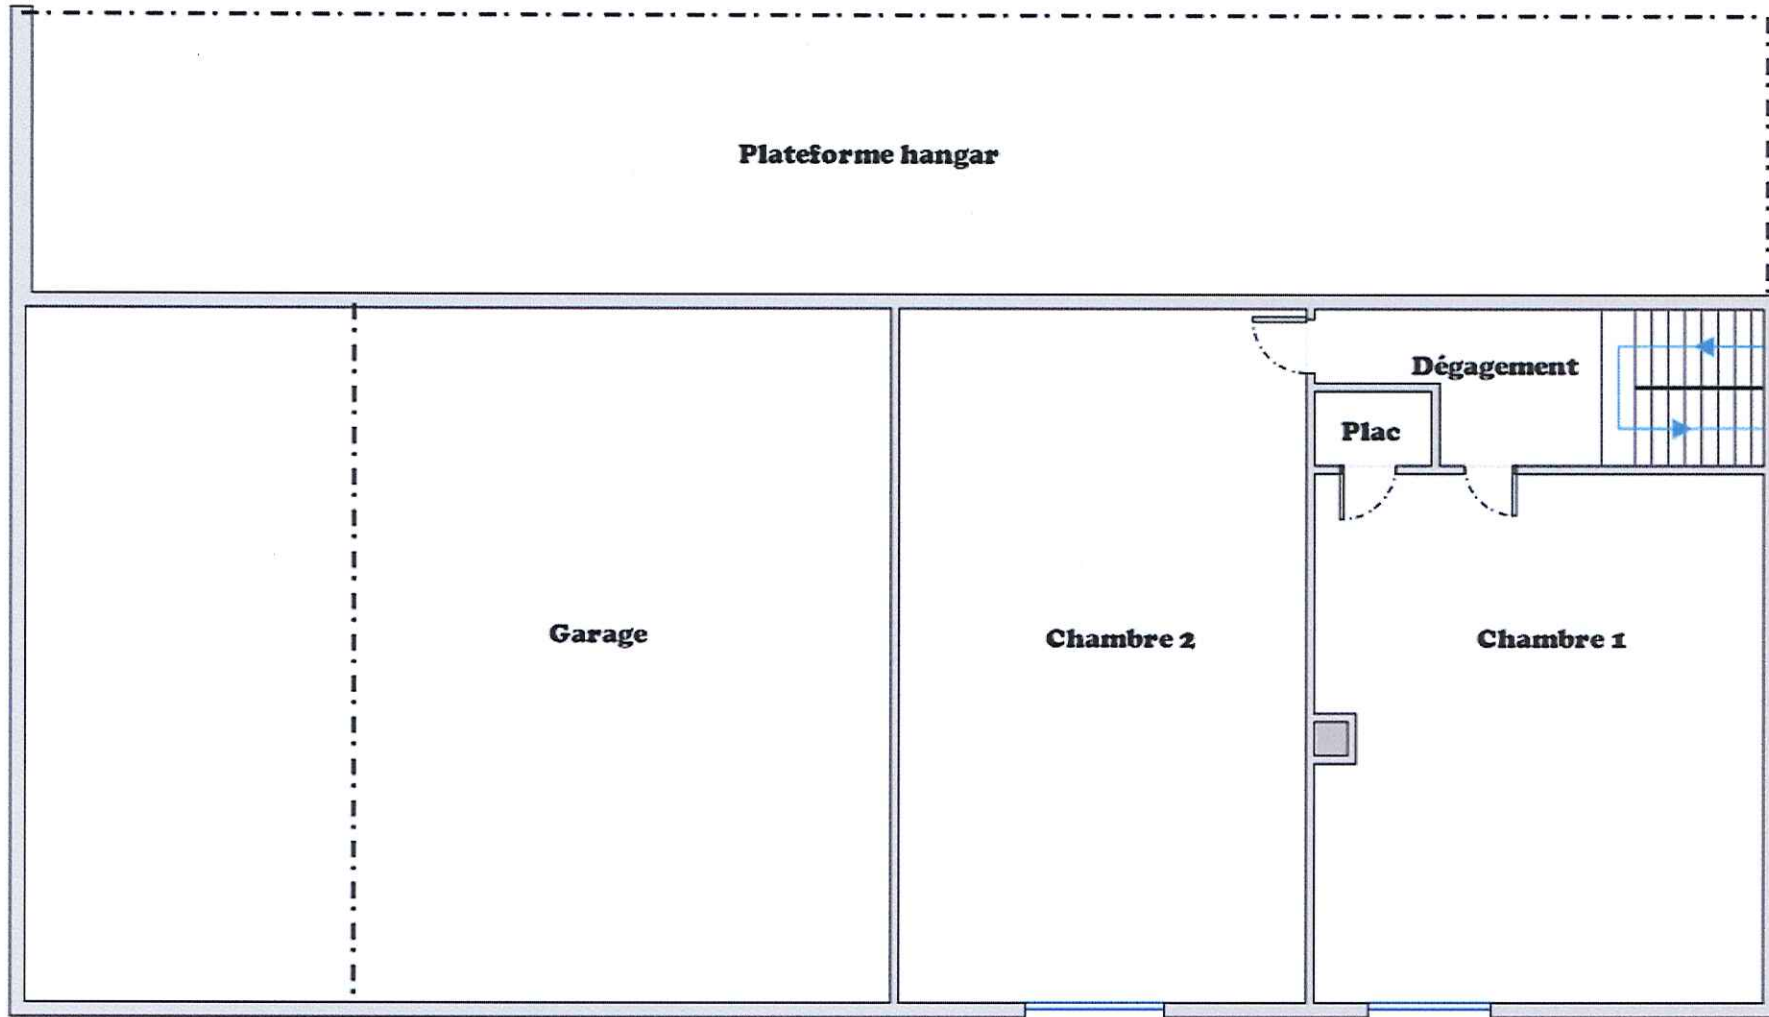 Plateforme hangar
Dégagement
Plac
Garage
Chambre 2
Chambre 1